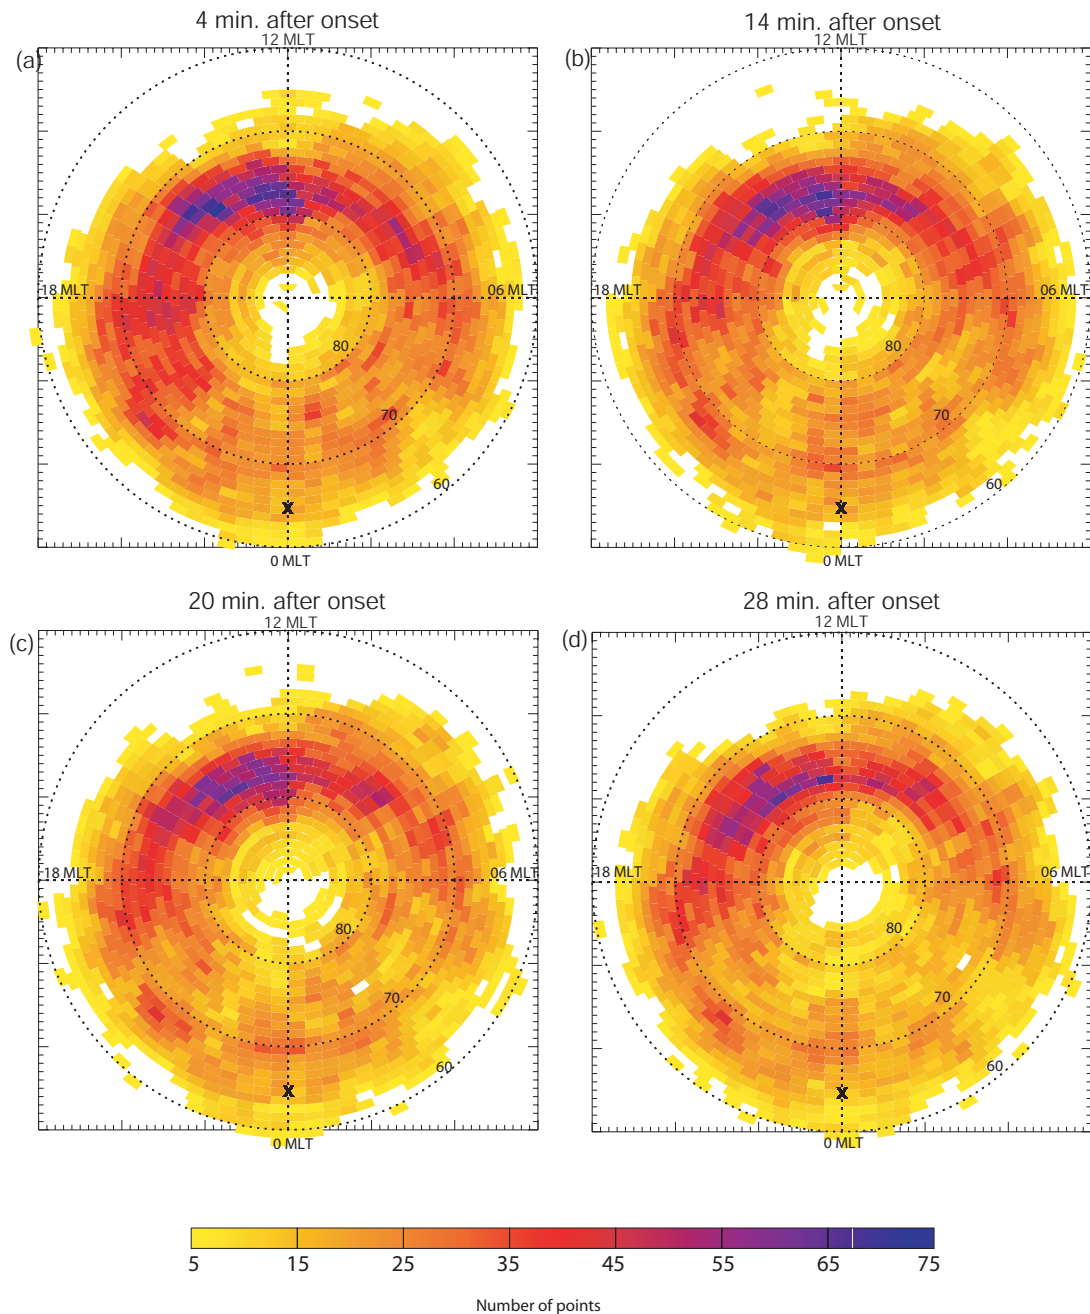 4 min. after onset
14 min. after onset
(a)
12 MLT
(b)
12 MLT
18 MLT
06 MLT
18 MLT
06 MLT
80
80
70
70
60
60
X
X
0 MLT
0 MLT
20 min. after onset
28 min. after onset
(c)
12 MLT
(d)
12 MLT
18 MLT
06 MLT
18 MLT
06 MLT
80
80
70
70
60
60
X
X
0 MLT
0 MLT
5 15 25 35 45 55 65 75
Number of points